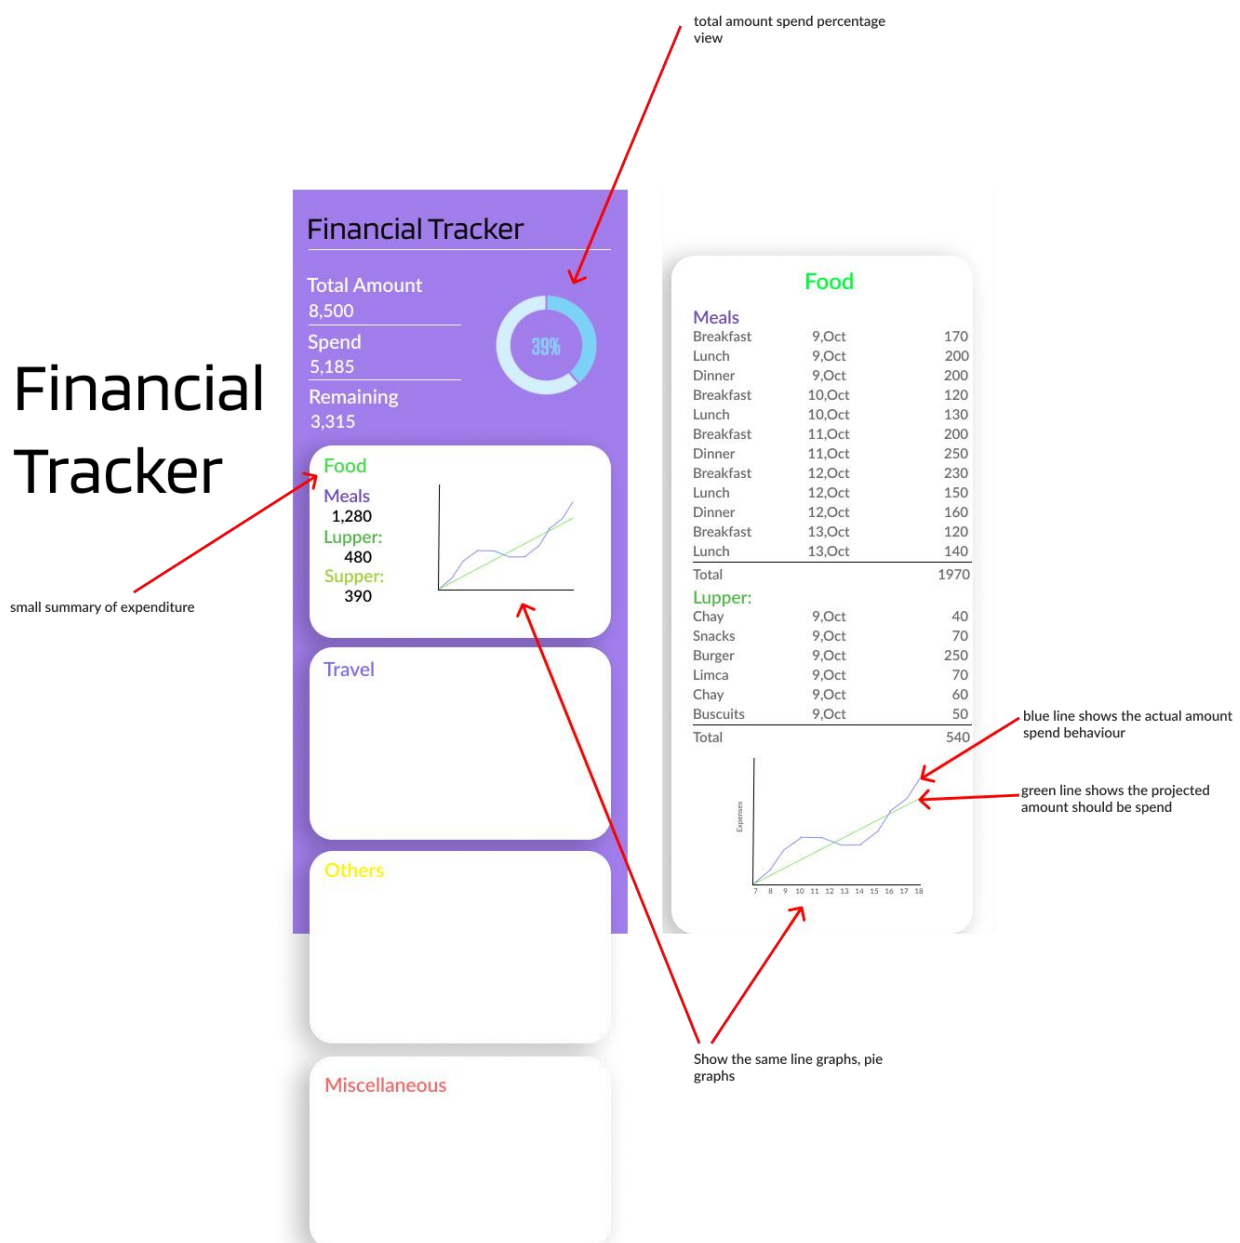 total amount spend percentage
view
Financial
Tracker
Financial Tracker
Total Amount
8,500
Spend
5,185
Remaining
3,315
39%
Food
Meals
1,280
Lupper:
480
Supper:
390
small summary of expenditure
Travel
Others
Miscellaneous
Food
Meals
Breakfast 9,Oct 170
Lunch 9,Oct 200
Dinner 9,Oct 200
Breakfast 10,Oct 120
Lunch 10,Oct 130
Breakfast 11,Oct 200
Dinner 11,Oct 250
Breakfast 12,Oct 230
Lunch 12,Oct 150
Dinner 12,Oct 160
Breakfast 13,Oct 120
Lunch 13,Oct 140
Total 1970
Lupper:
Chay 9,Oct 40
Snacks 9,Oct 70
Burger 9,Oct 250
Limca 9,Oct 70
Chay 9,Oct 60
Buscuits 9,Oct 50
Total 540
Expenses
7 8 9 10 11 12 13 14 15 16 17 18
blue line shows the actual amount
spend behaviour
green line shows the projected
amount should be spend
Show the same line graphs, pie
graphs